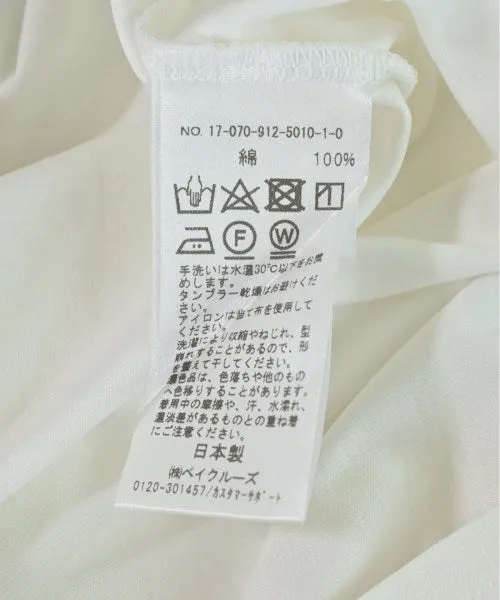 NO. 17-070-912-5010-1-0
綿 100%
F W
手洗いは水温30℃以下をお薦
めします。
タンブラー乾燥はお避けくだ
さい。
アイロンは当て布を使用して
ください。
洗濯により収縮やねじれ、型
崩れすることがあるので、形
を整えて干してください。
濃色品は、色落ちや他のもの
へ色移りすることがあります。
着用中の摩擦や、汗、水濡れ、
濃淡差があるものとの重ね着
にご注意ください。
日本製
㈱ベイクルーズ
0120-301457/カスタマーサポート